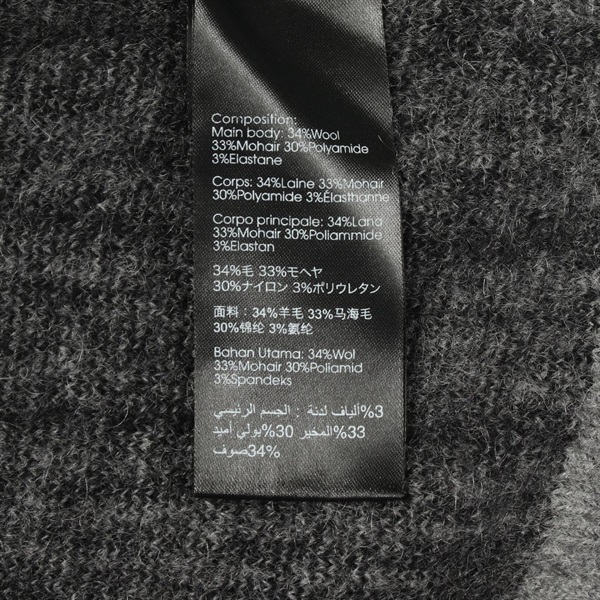 Composition:
Main body: 34%Wool
33%Mohair 30%Polyamide
3%Elastane
Corps: 34%Laine 33%Mohair
30%Polyamide 3%Élasthanne
Corpo principale: 34%Lana
33%Mohair 30%Poliammide
3%Elastan
34%毛 33%モヘヤ
30%ナイロン 3%ポリウレタン
面料: 34%羊毛 33%马海毛
30%锦纶 3%氨纶
Bahan Utama: 34%Wol
33%Mohair 30%Poliamid
3%Spandeks
الجسم الرئيسي : 3%ألياف لدنة
33%المخير 30%بولي أميد
34%صوف